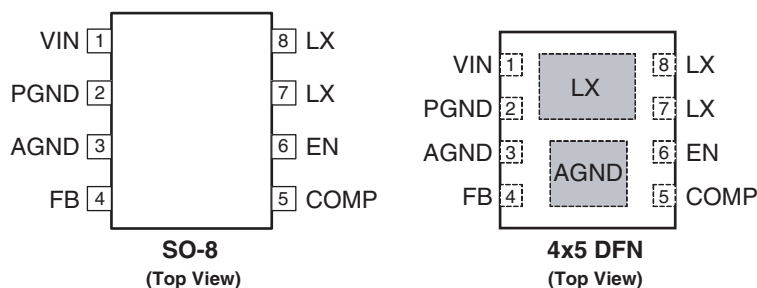 VIN 1 8 LX
PGND 2 7 LX
AGND 3 6 EN
FB 4 5 COMP
SO-8
(Top View)
VIN 1 LX 8 LX
PGND 2 7 LX
AGND 3 AGND 6 EN
FB 4 5 COMP
4x5 DFN
(Top View)